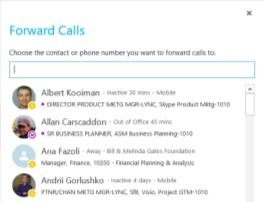 Forward Calls
Choose the contact or phone number you want to forward calls to.
Albert Kooiman - Inactive 30 mins - Mobile
DIRECTOR PRODUCT MKTG MGR-LYNC, Skype Product Mktg-1010
Allan Carscaddon - Out of Office 45 mins
SR BUSINESS PLANNER, ASM Business Planning-1010
Ana Fazoli - Away - Bill & Melinda Gates Foundation
Manager, Finance, 10350 - Financial Planning & Analysis
Andrii Gorlushko - Inactive 4 days - Mobile
PTNR/CHAN MKTG MGR-LYNC, SfB, Visio, Project GTM-1010